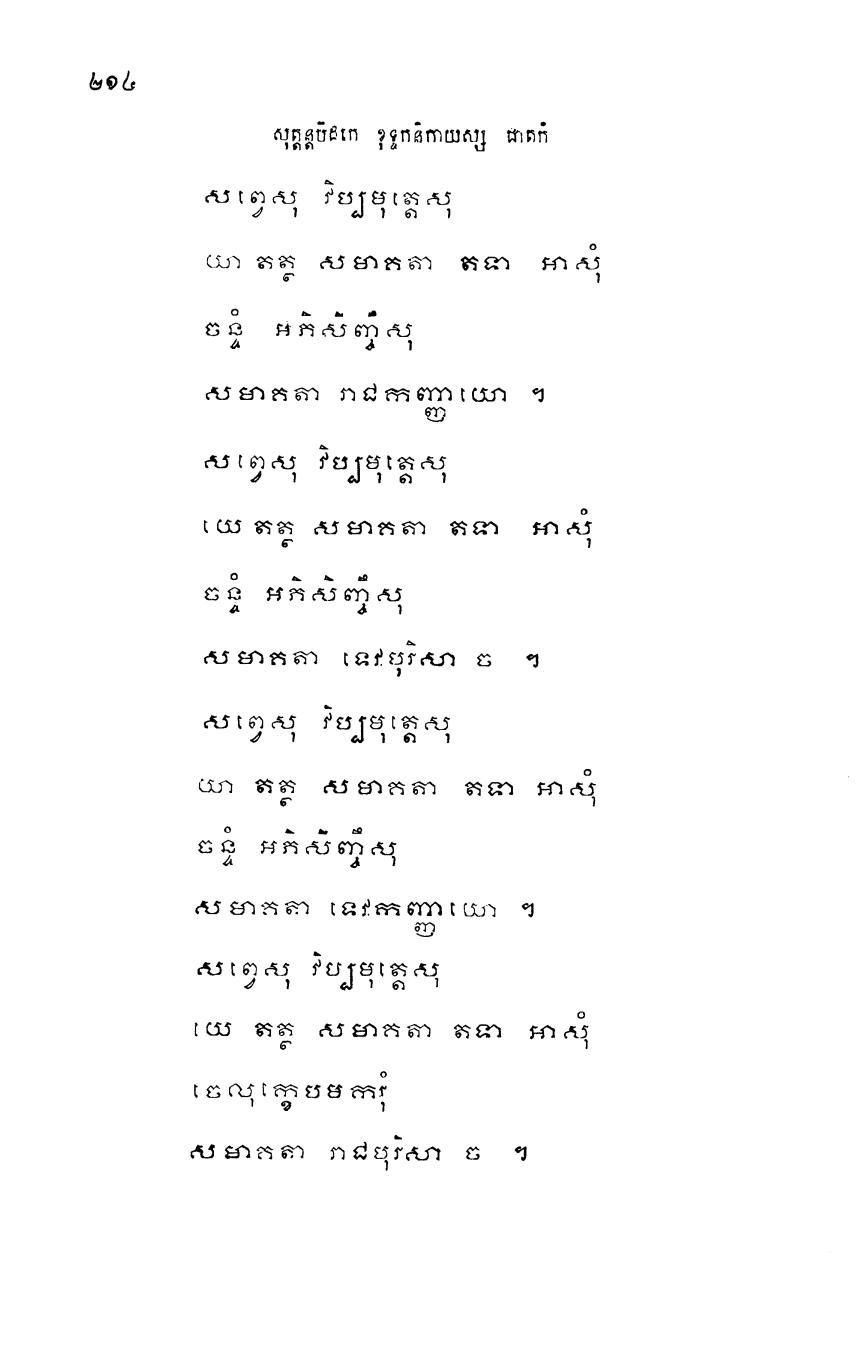 ២១៤
សុត្តន្តបិដកេ ខុទ្ទកនិកាយស្ស ជាតកំ
សព្វេសុ វិប្បមុត្តេសុ
យា តត្ថ សមាគតា តទា អាសុំ
ចន្ទំ អភិសិញ្ចឹសុ
សមាគតា រាជកញ្ញាយោ ។
សព្វេសុ វិប្បមុត្តេសុ
យេ តត្ថ សមាគតា តទា អាសុំ
ចន្ទំ អភិសិញ្ចឹសុ
សមាគតា ទេវបុរិសា ច ។
សព្វេសុ វិប្បមុត្តេសុ
យា តត្ថ សមាគតា តទា អាសុំ
ចន្ទំ អភិសិញ្ចឹសុ
សមាគតា ទេវកញ្ញាយោ ។
សព្វេសុ វិប្បមុត្តេសុ
យេ តត្ថ សមាគតា តទា អាសុំ
ចេលុក្ខេបមករុំ
សមាគតា រាជបុរិសា ច ។